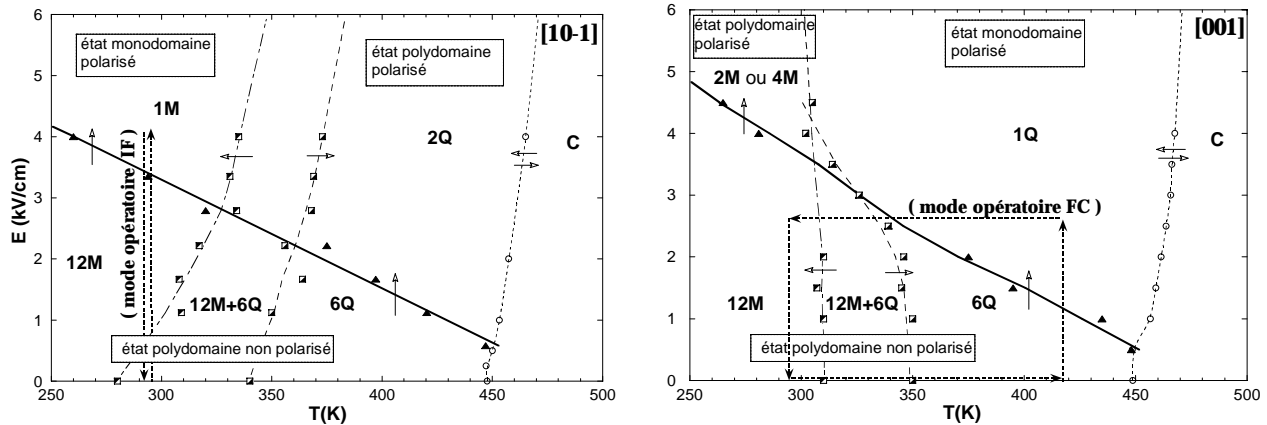 6
5
4
3
2
1
0
E (kV/cm)
état monodomaine
polarisé
état polydomaine
polarisé
[10-1]
1M
2Q
C
( mode opératoire IF)
12M
12M+6Q
6Q
état polydomaine non polarisé
250
300
350
400
450
500
T(K)
6
5
4
3
2
1
0
état polydomaine
polarisé
état monodomaine
polarisé
[001]
2M ou 4M
1Q
C
( mode opératoire FC )
12M
12M+6Q
6Q
état polydomaine non polarisé
250
300
350
400
450
500
T(K)